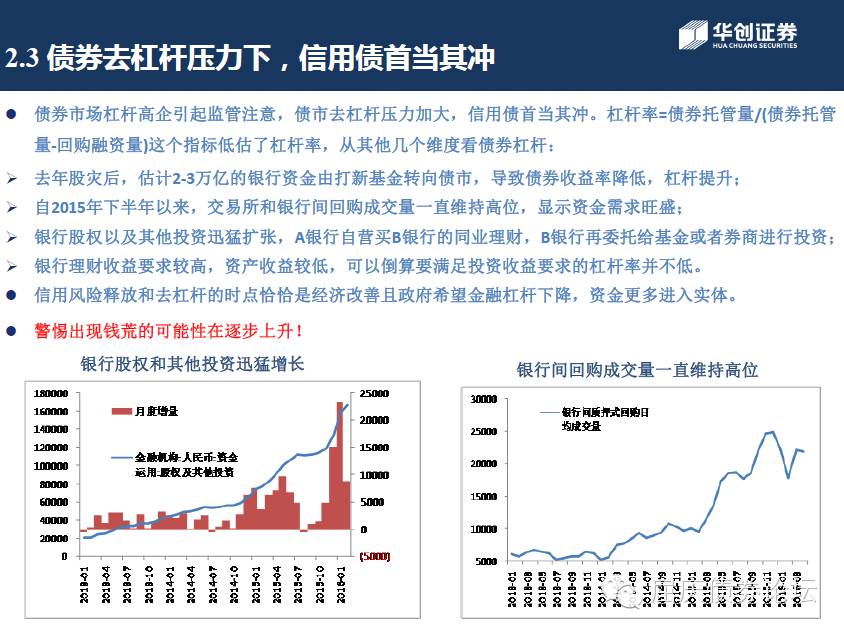 华创证券
HUA CHUANG SECURITIES
2.3 债券去杠杆压力下，信用债首当其冲
● 债券市场杠杆高企引起监管注意，债市去杠杆压力加大，信用债首当其冲。杠杆率=债券托管量/(债券托管
量-回购融资量)这个指标低估了杠杆率，从其他几个维度看债券杠杆：
➢ 去年股灾后，估计2-3万亿的银行资金由打新基金转向债市，导致债券收益率降低，杠杆提升；
➢ 自2015年下半年以来，交易所和银行间回购成交量一直维持高位，显示资金需求旺盛；
➢ 银行股权以及其他投资迅猛扩张，A银行自营买B银行的同业理财，B银行再委托给基金或者券商进行投资；
➢ 银行理财收益要求较高，资产收益较低，可以倒算要满足投资收益要求的杠杆率并不低。
● 信用风险释放和去杠杆的时点恰恰是经济改善且政府希望金融杠杆下降，资金更多进入实体。
● 警惕出现钱荒的可能性在逐步上升！
银行股权和其他投资迅猛增长
180000
160000
140000
120000
100000
80000
60000
40000
20000
0
25000
20000
15000
10000
5000
0
(5000)
月度增量
金融机构:人民币:资金
运用:股权及其他投资
2013-01
2013-04
2013-07
2013-10
2014-01
2014-04
2014-07
2014-10
2015-01
2015-04
2015-07
2015-10
2016-01
银行间回购成交量一直维持高位
30000
25000
20000
15000
10000
5000
银行间质押式回购日
均成交量
2013-01
2013-03
2013-05
2013-07
2013-09
2013-11
2014-01
2014-07
2014-09
2014-11
2015-01
2015-03
2015-05
2015-07
2015-09
2015-11
2016-01
2016-03
屈庆债券论坛